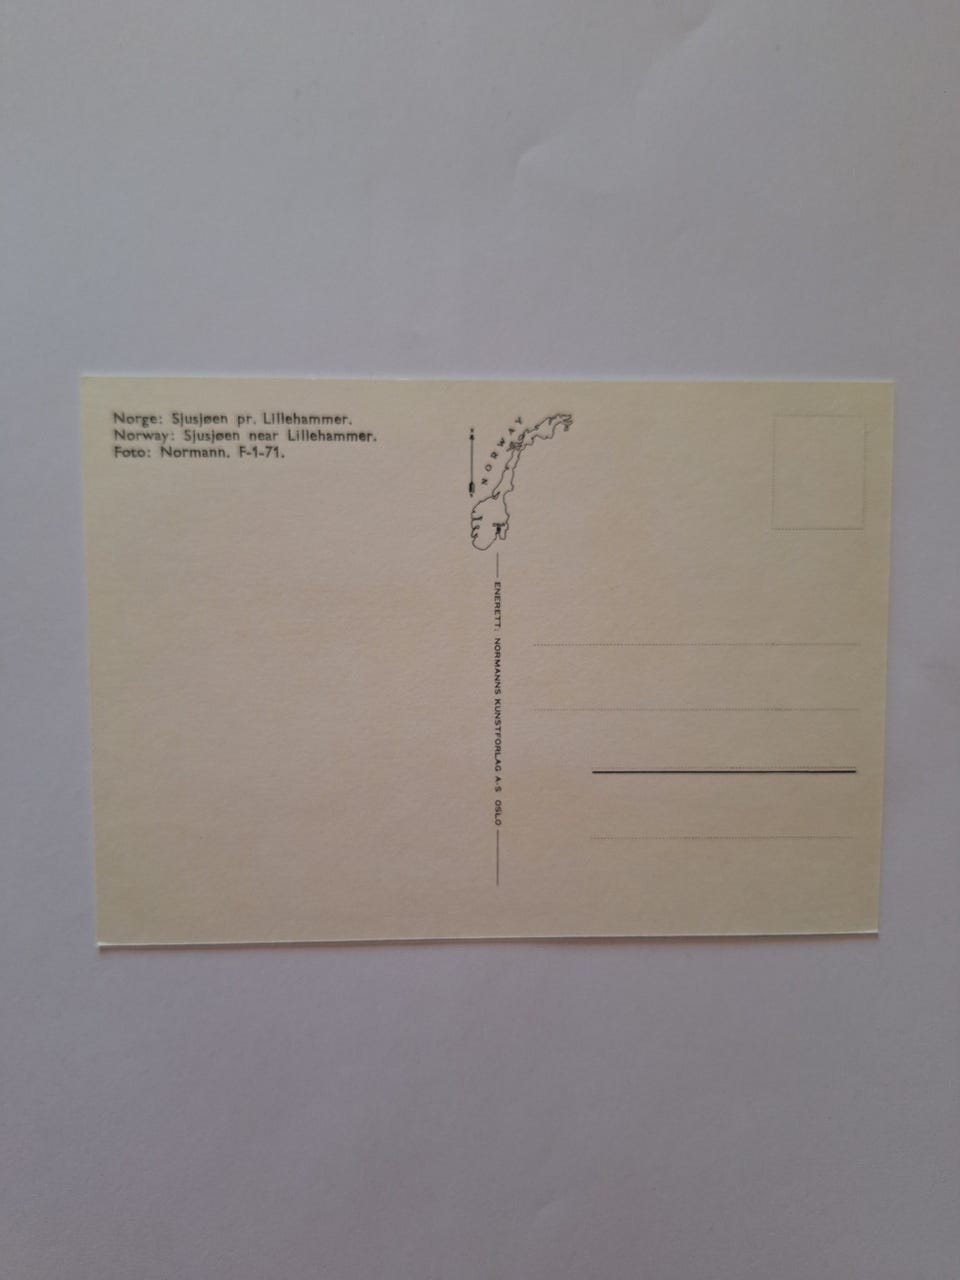 Norge: Sjusjøen pr. Lillehammer.
Norway: Sjusjøen near Lillehammer.
Foto: Normann. F-1-71.
NORWAY
ENERETT: NORMANNS KUNSTFORLAG A-S OSLO